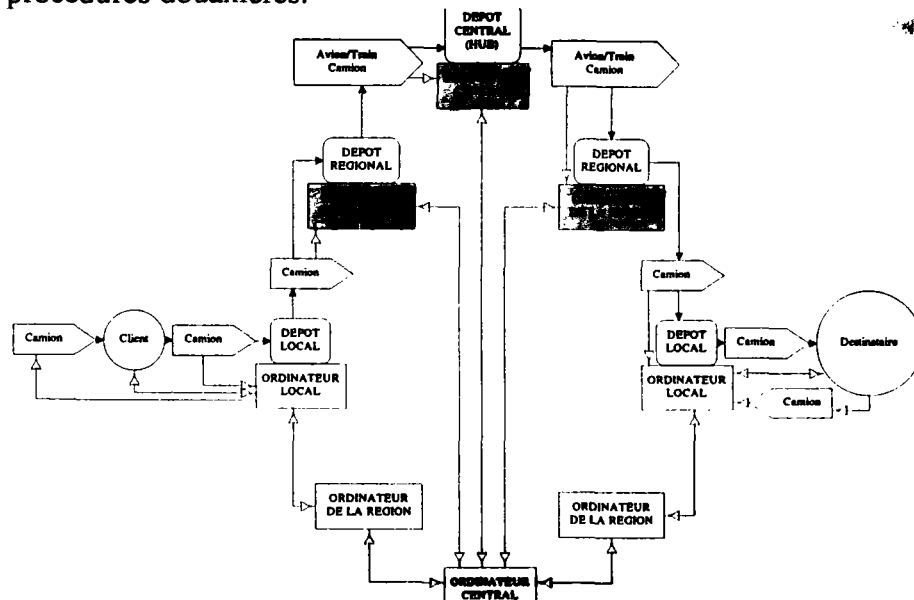 procédures douanières.
DEPOT
CENTRAL
(HUB)
Avion/Train
Camion
Avion/Train
Camion
DEPOT
REGIONAL
DEPOT
REGIONAL
Camion
Camion
Camion
Client
Camion
DEPOT
LOCAL
ORDINATEUR
LOCAL
DEPOT
LOCAL
ORDINATEUR
LOCAL
Camion
Destinataire
Camion
ORDINATEUR
DE LA REGION
ORDINATEUR
DE LA REGION
ORDINATEUR
CENTRAL